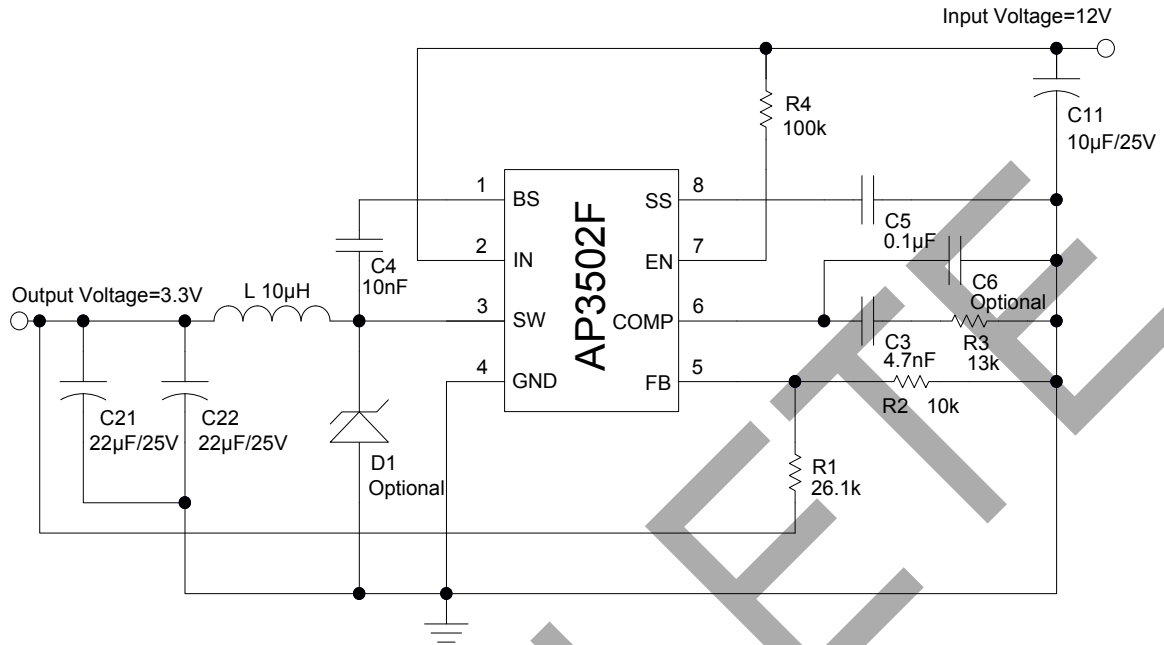 Input Voltage=12V
R4
100k
C11
10µF/25V
1
BS
SS
8
C5
0.1µF
C4
10nF
2
IN
EN
7
C6
Optional
Output Voltage=3.3V
L 10µH
3
SW
COMP
6
C3
4.7nF
R3
13k
AP3502F
4
GND
FB
5
R2
10k
C21
22µF/25V
C22
22µF/25V
D1
Optional
R1
26.1k